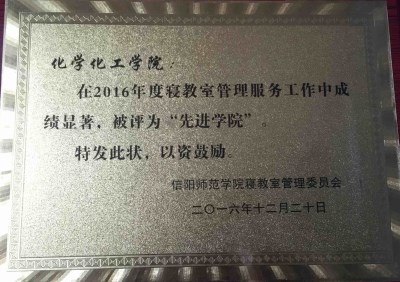 化学化工学院：
在2016年度寝教室管理服务工作中成
绩显著，被评为“先进学院”。
特发此状，以资鼓励。
信阳师范学院寝教室管理委员会
二〇一六年十二月二十日